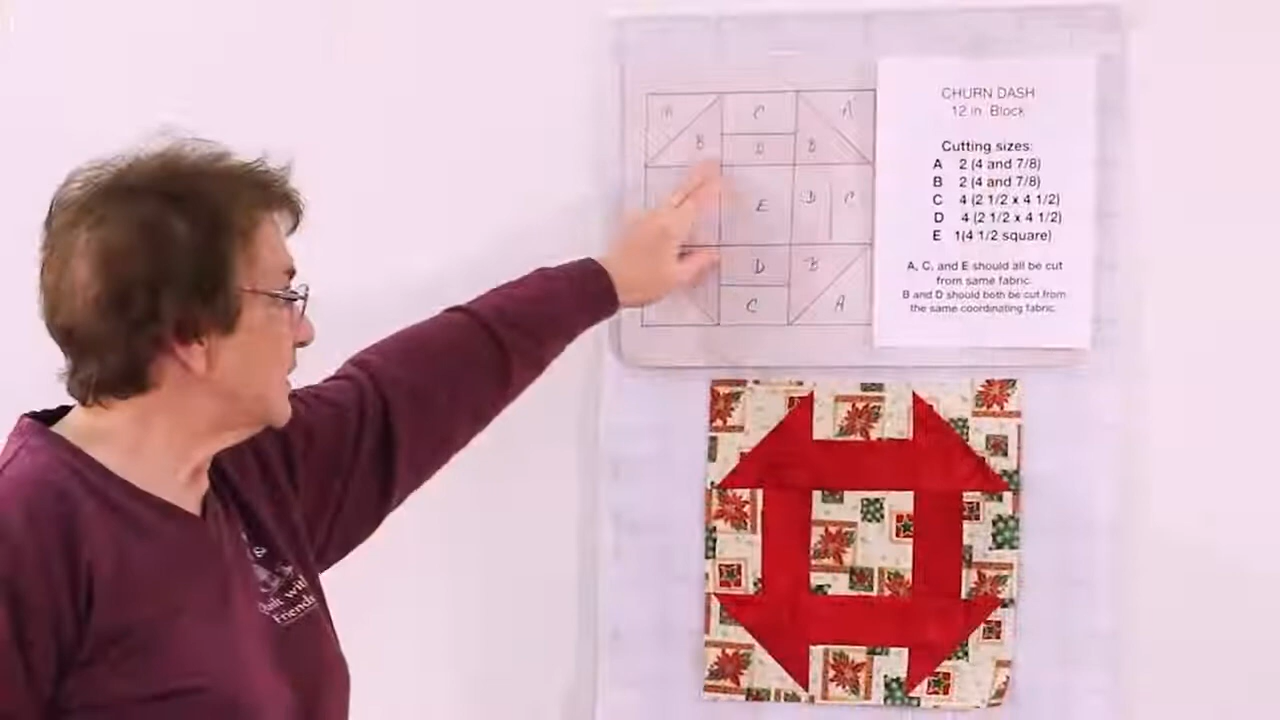 A C A
B D B
E D C
D B
C A
CHURN DASH
12 in Block
Cutting sizes:
A 2 (4 and 7/8)
B 2 (4 and 7/8)
C 4 (2 1/2 x 4 1/2)
D 4 (2 1/2 x 4 1/2)
E 1(4 1/2 square)
A, C, and E should all be cut
from same fabric.
B and D should both be cut from
the same coordinating fabric.
Quilt with
Friends